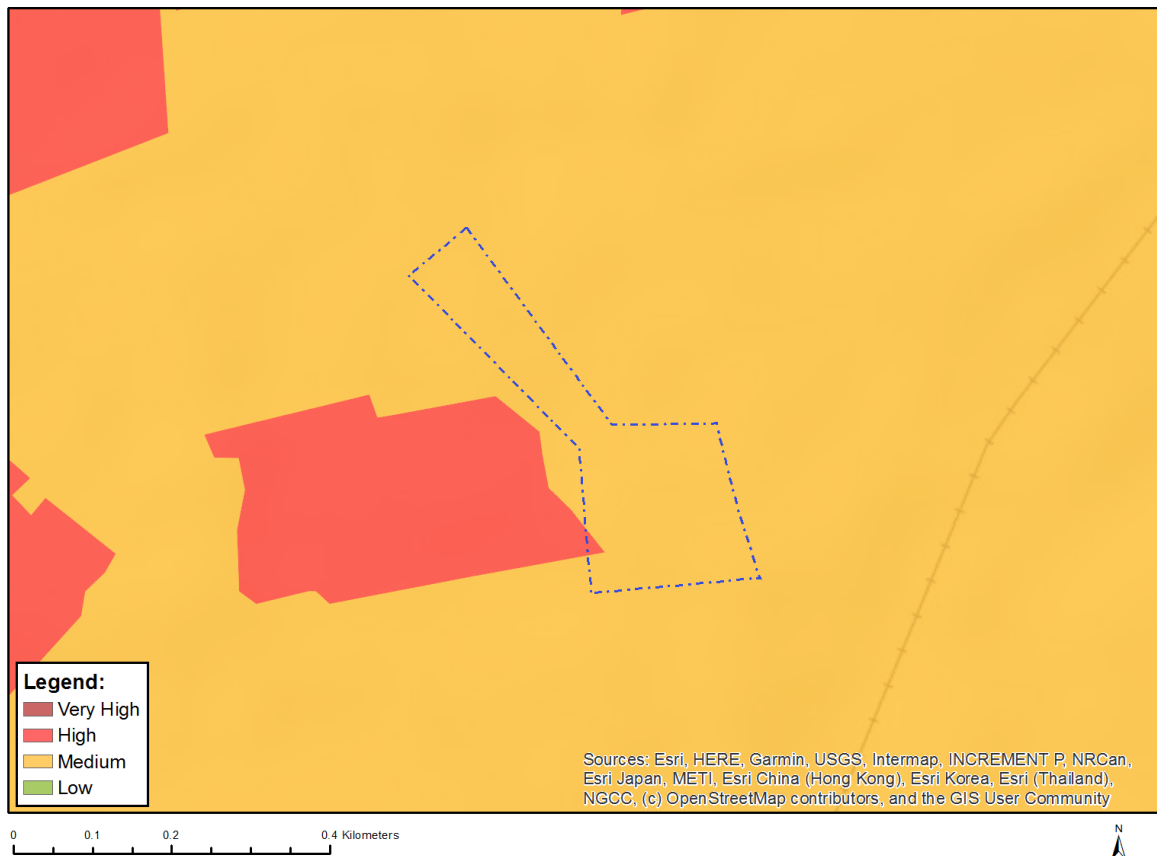 Legend:
Very High
High
Medium
Low
Sources: Esri, HERE, Garmin, USGS, Intermap, INCREMENT P, NRCan,
Esri Japan, METI, Esri China (Hong Kong), Esri Korea, Esri (Thailand),
NGCC, (c) OpenStreetMap contributors, and the GIS User Community
0 0.1 0.2 0.4 Kilometers
N